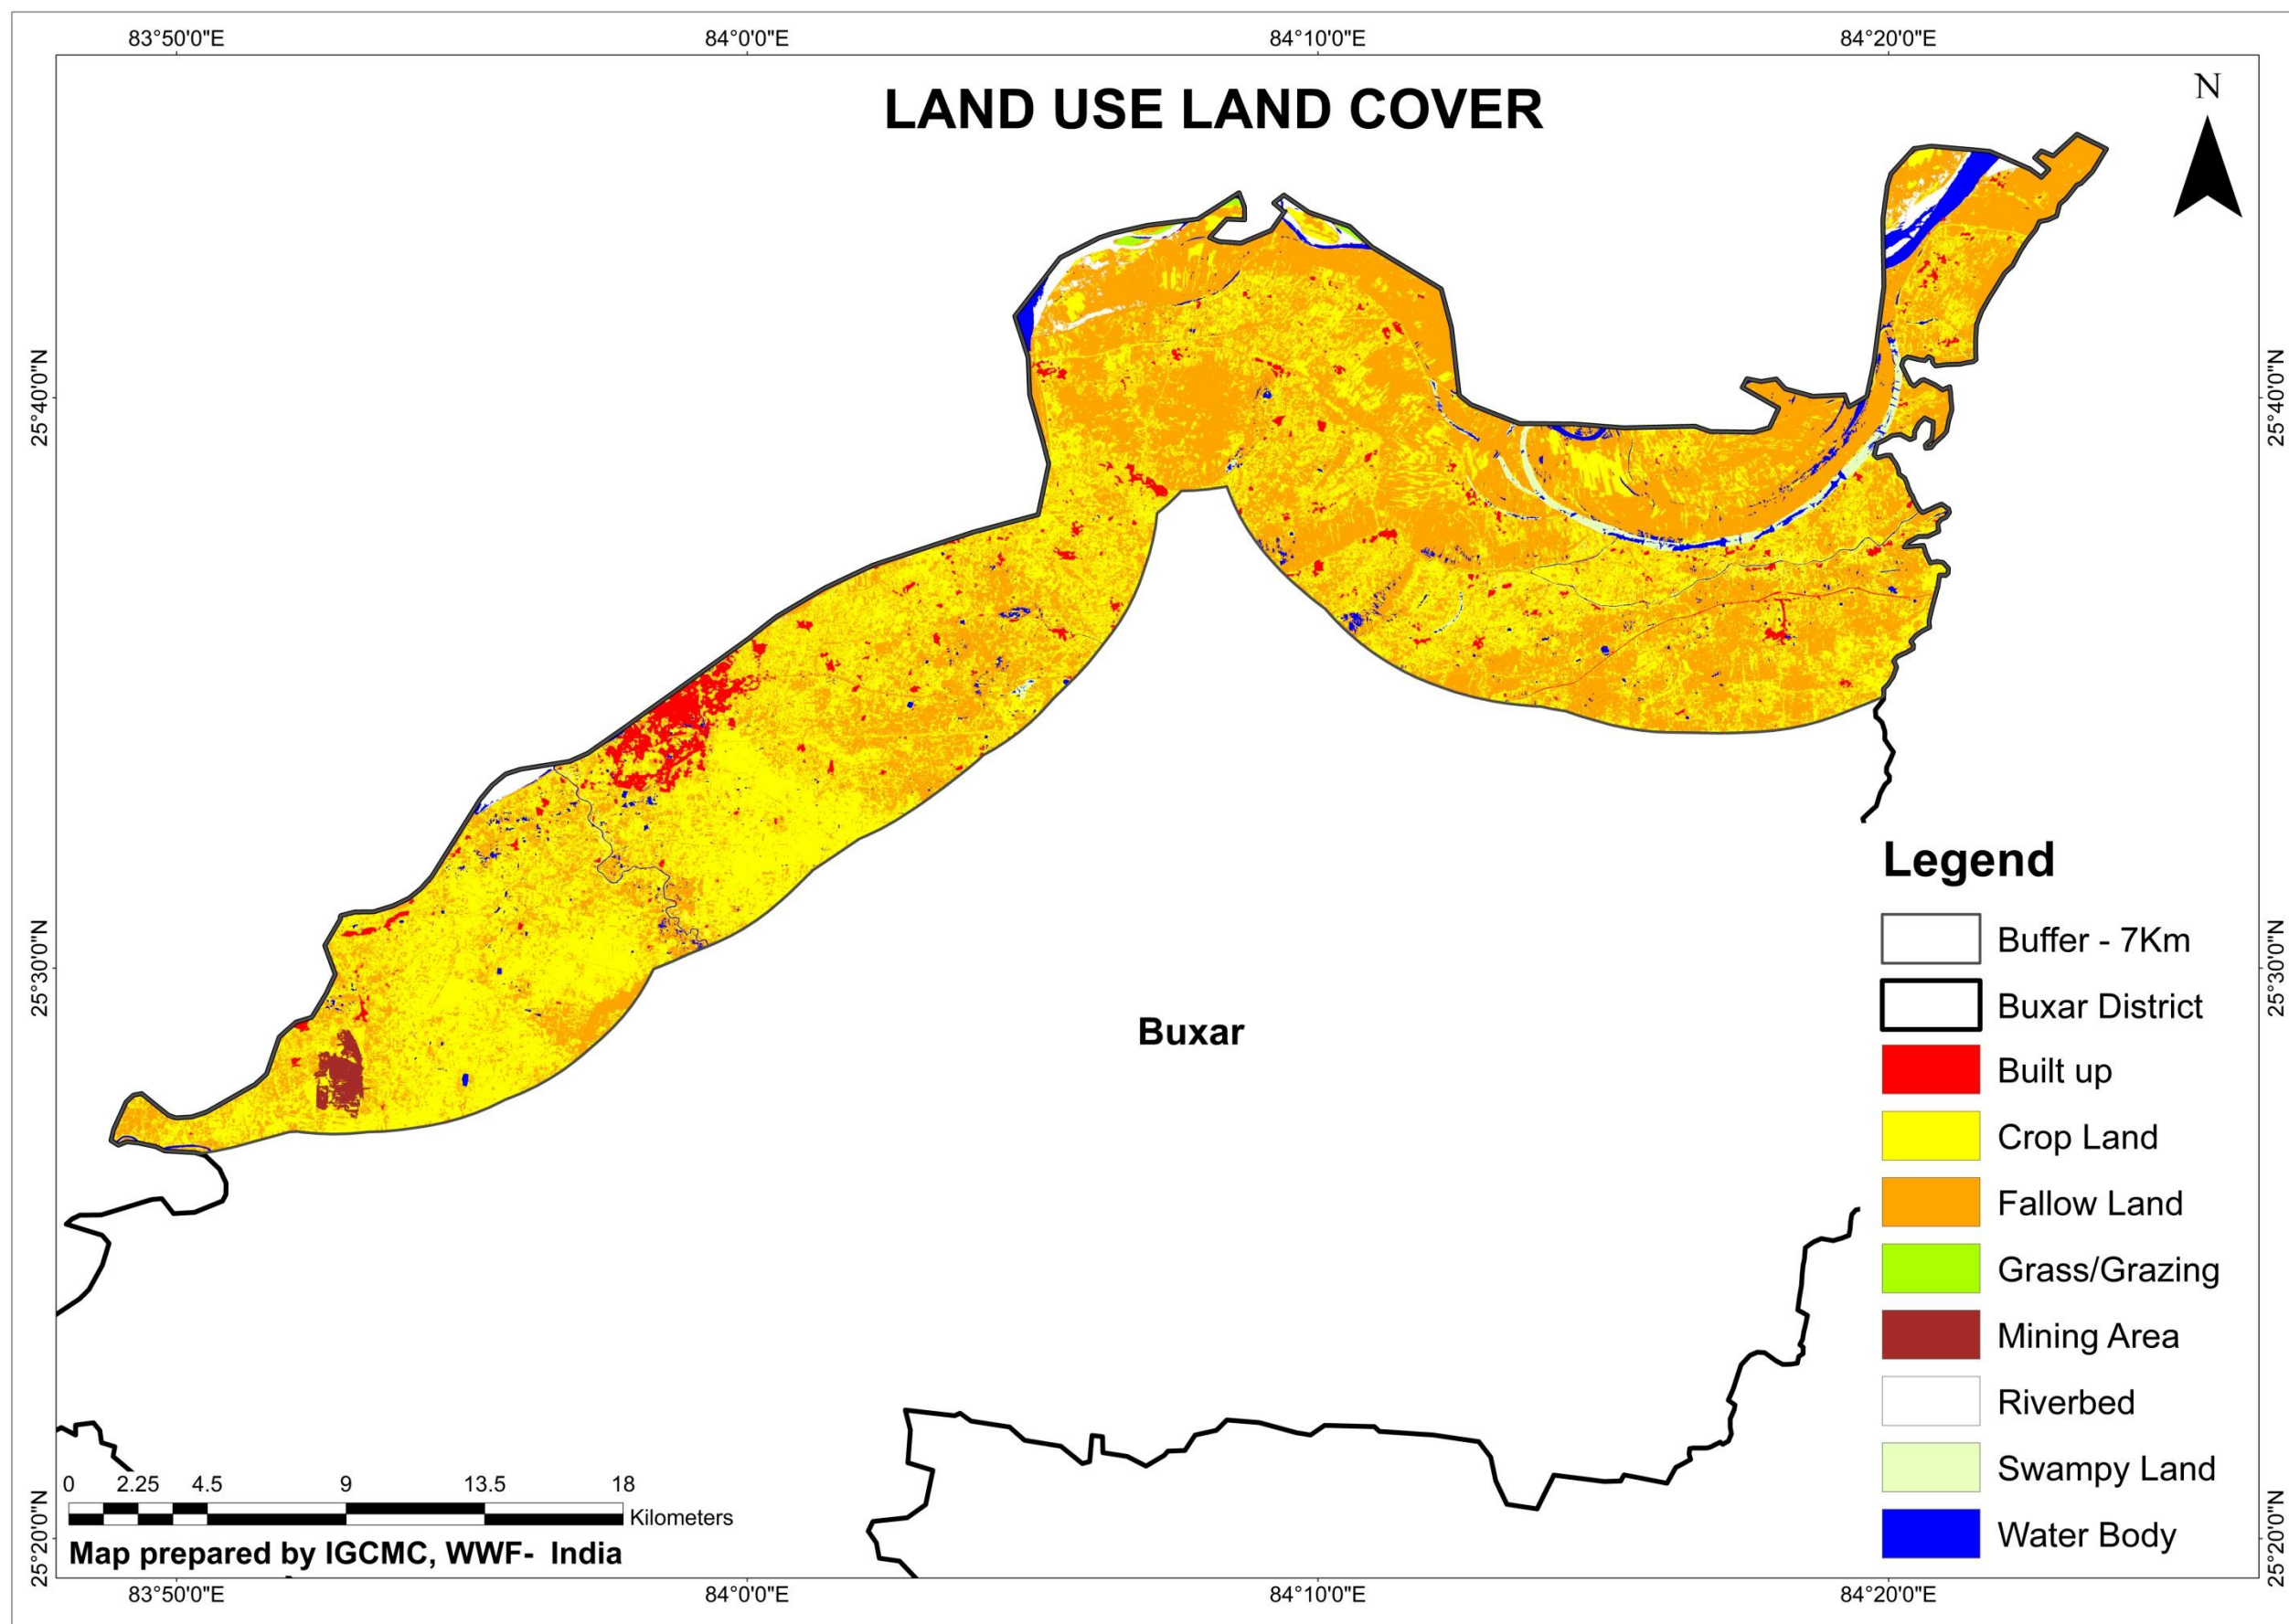 83°50'0"E 84°0'0"E 84°10'0"E 84°20'0"E
LAND USE LAND COVER
N
25°40'0"N 25°40'0"N
25°30'0"N 25°30'0"N
Buxar
Legend
Buffer - 7Km
Buxar District
Built up
Crop Land
Fallow Land
Grass/Grazing
Mining Area
Riverbed
Swampy Land
Water Body
0 2.25 4.5 9 13.5 18
Kilometers
Map prepared by IGCMC, WWF- India
25°20'0"N 25°20'0"N
83°50'0"E 84°0'0"E 84°10'0"E 84°20'0"E